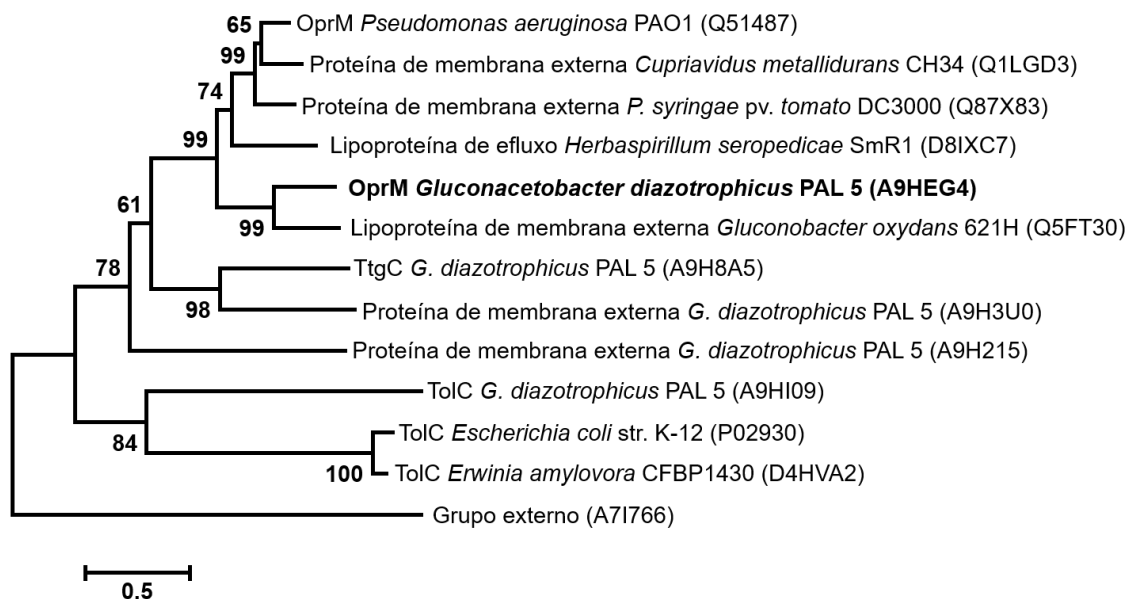 65
OprM Pseudomonas aeruginosa PAO1 (Q51487)
99
Proteína de membrana externa Cupriavidus metallidurans CH34 (Q1LGD3)
74
Proteína de membrana externa P. syringae pv. tomato DC3000 (Q87X83)
99
Lipoproteína de efluxo Herbaspirillum seropedicae SmR1 (D8IXC7)
OprM Gluconacetobacter diazotrophicus PAL 5 (A9HEG4)
61
99
Lipoproteína de membrana externa Gluconobacter oxydans 621H (Q5FT30)
78
TtgC G. diazotrophicus PAL 5 (A9H8A5)
98
Proteína de membrana externa G. diazotrophicus PAL 5 (A9H3U0)
Proteína de membrana externa G. diazotrophicus PAL 5 (A9H215)
TolC G. diazotrophicus PAL 5 (A9HI09)
84
TolC Escherichia coli str. K-12 (P02930)
100
TolC Erwinia amylovora CFBP1430 (D4HVA2)
Grupo externo (A7I766)
0.5